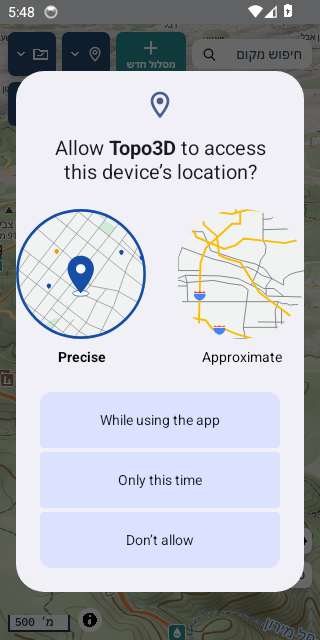 5:48
חיפוש מקום
מסלול חדש
Allow Topo3D to access
this device's location?
Precise
Approximate
While using the app
Only this time
Don't allow
500 מ'